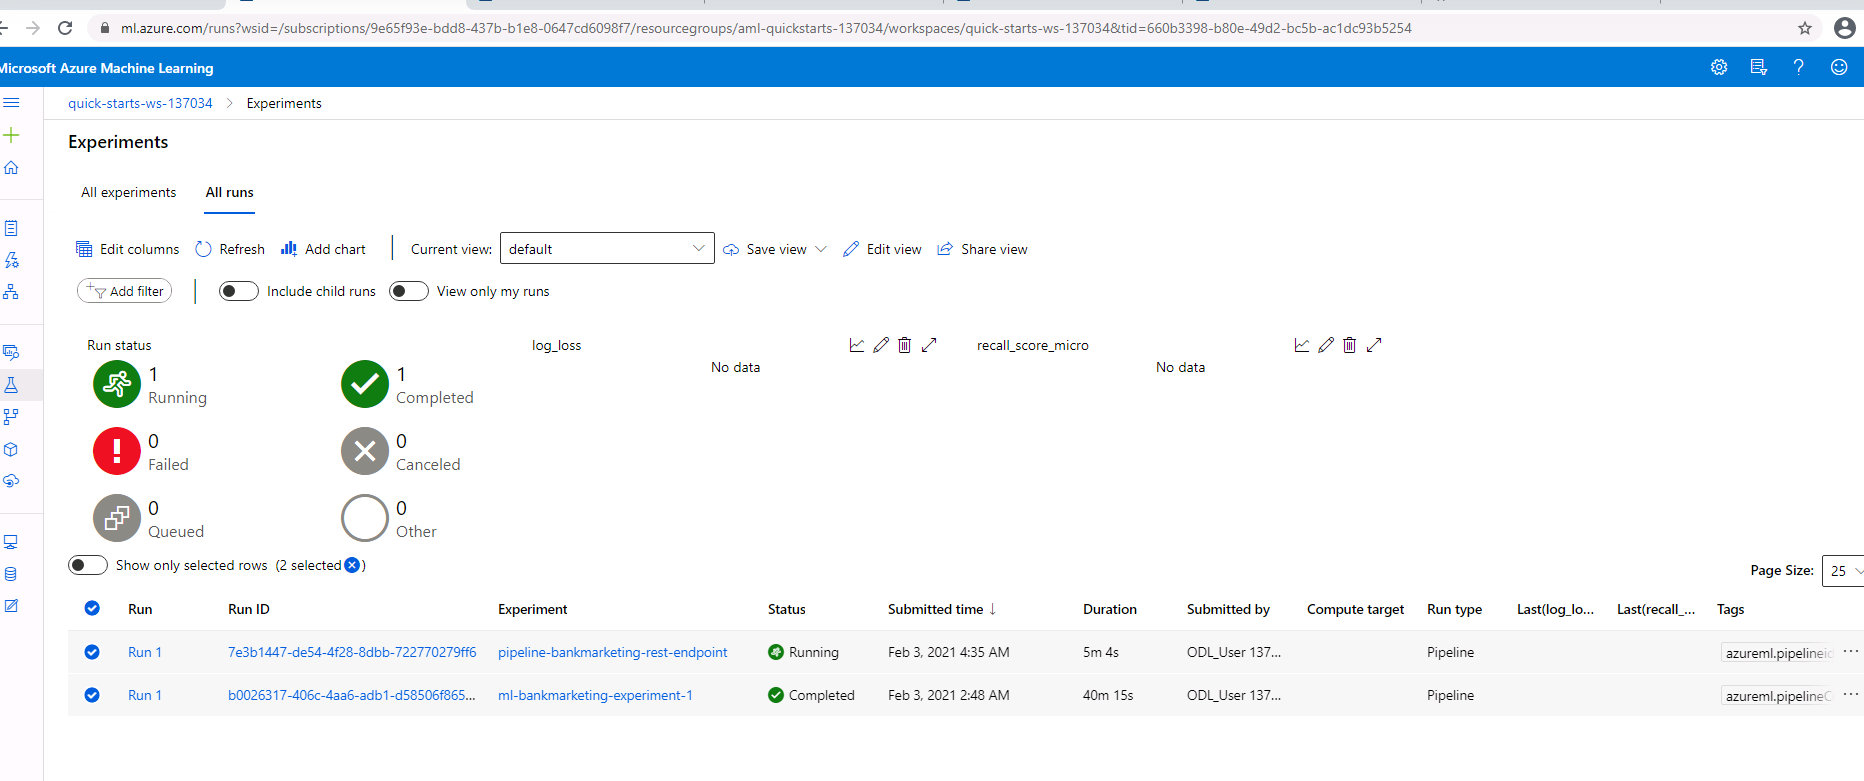 ml.azure.com/runs?wsid=/subscriptions/9e65f93e-bdd8-437b-b1e8-0647cd6098f7/resourcegroups/aml-quickstarts-137034/workspaces/quick-starts-ws-137034&tid=660b3398-b80e-49d2-bc5b-ac1dc93b5254
Microsoft Azure Machine Learning
quick-starts-ws-137034 > Experiments
Experiments
All experiments All runs
Edit columns Refresh Add chart Current view: default Save view Edit view Share view
Add filter Include child runs View only my runs
Run status log_loss recall_score_micro
No data No data
1 Running 1 Completed
0 Failed 0 Canceled
0 Queued 0 Other
Show only selected rows (2 selected )
Page Size: 25
Run Run ID Experiment Status Submitted time ↓ Duration Submitted by Compute target Run type Last(log_lo... Last(recall_... Tags
Run 1 7e3b1447-de54-4f28-8dbb-722770279ff6 pipeline-bankmarketing-rest-endpoint Running Feb 3, 2021 4:35 AM 5m 4s ODL_User 137... Pipeline azureml.pipelineid ...
Run 1 b0026317-406c-4aa6-adb1-d58506f865... ml-bankmarketing-experiment-1 Completed Feb 3, 2021 2:48 AM 40m 15s ODL_User 137... Pipeline azureml.pipelineC ...